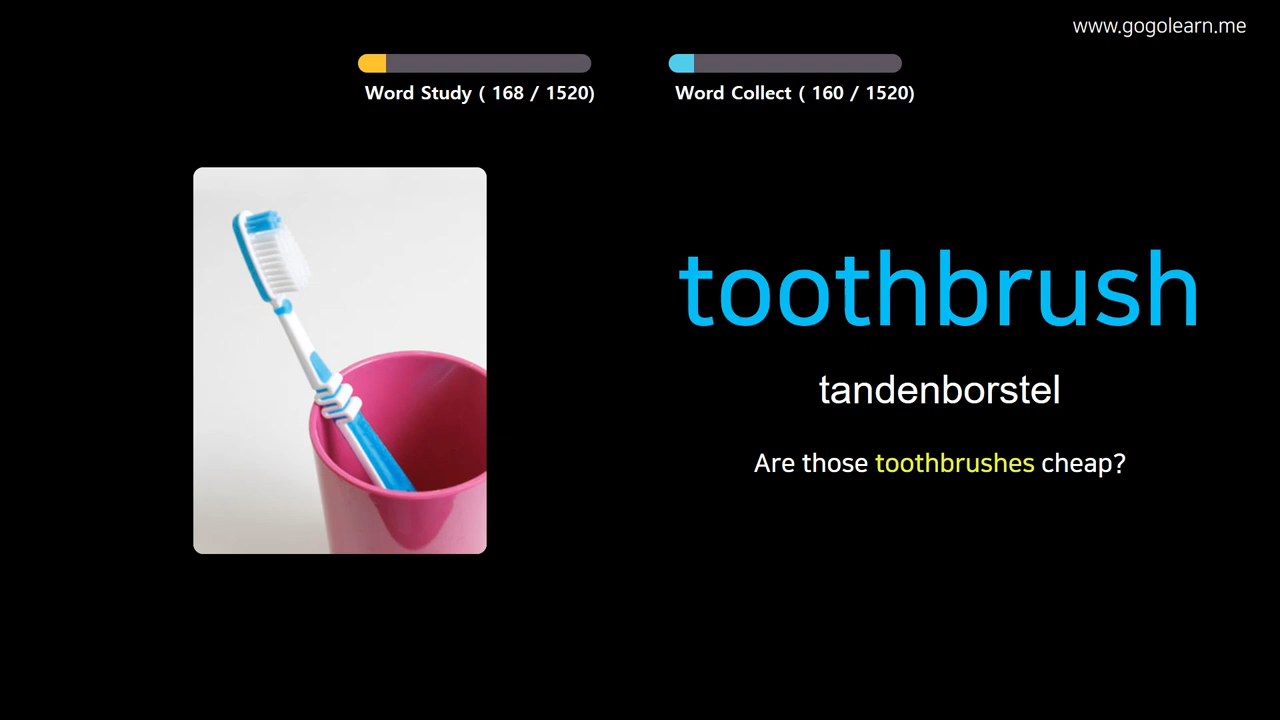 www.gogolearn.me
Word Study ( 168 / 1520)
Word Collect ( 160 / 1520)
toothbrush
tandenborstel
Are those toothbrushes cheap?